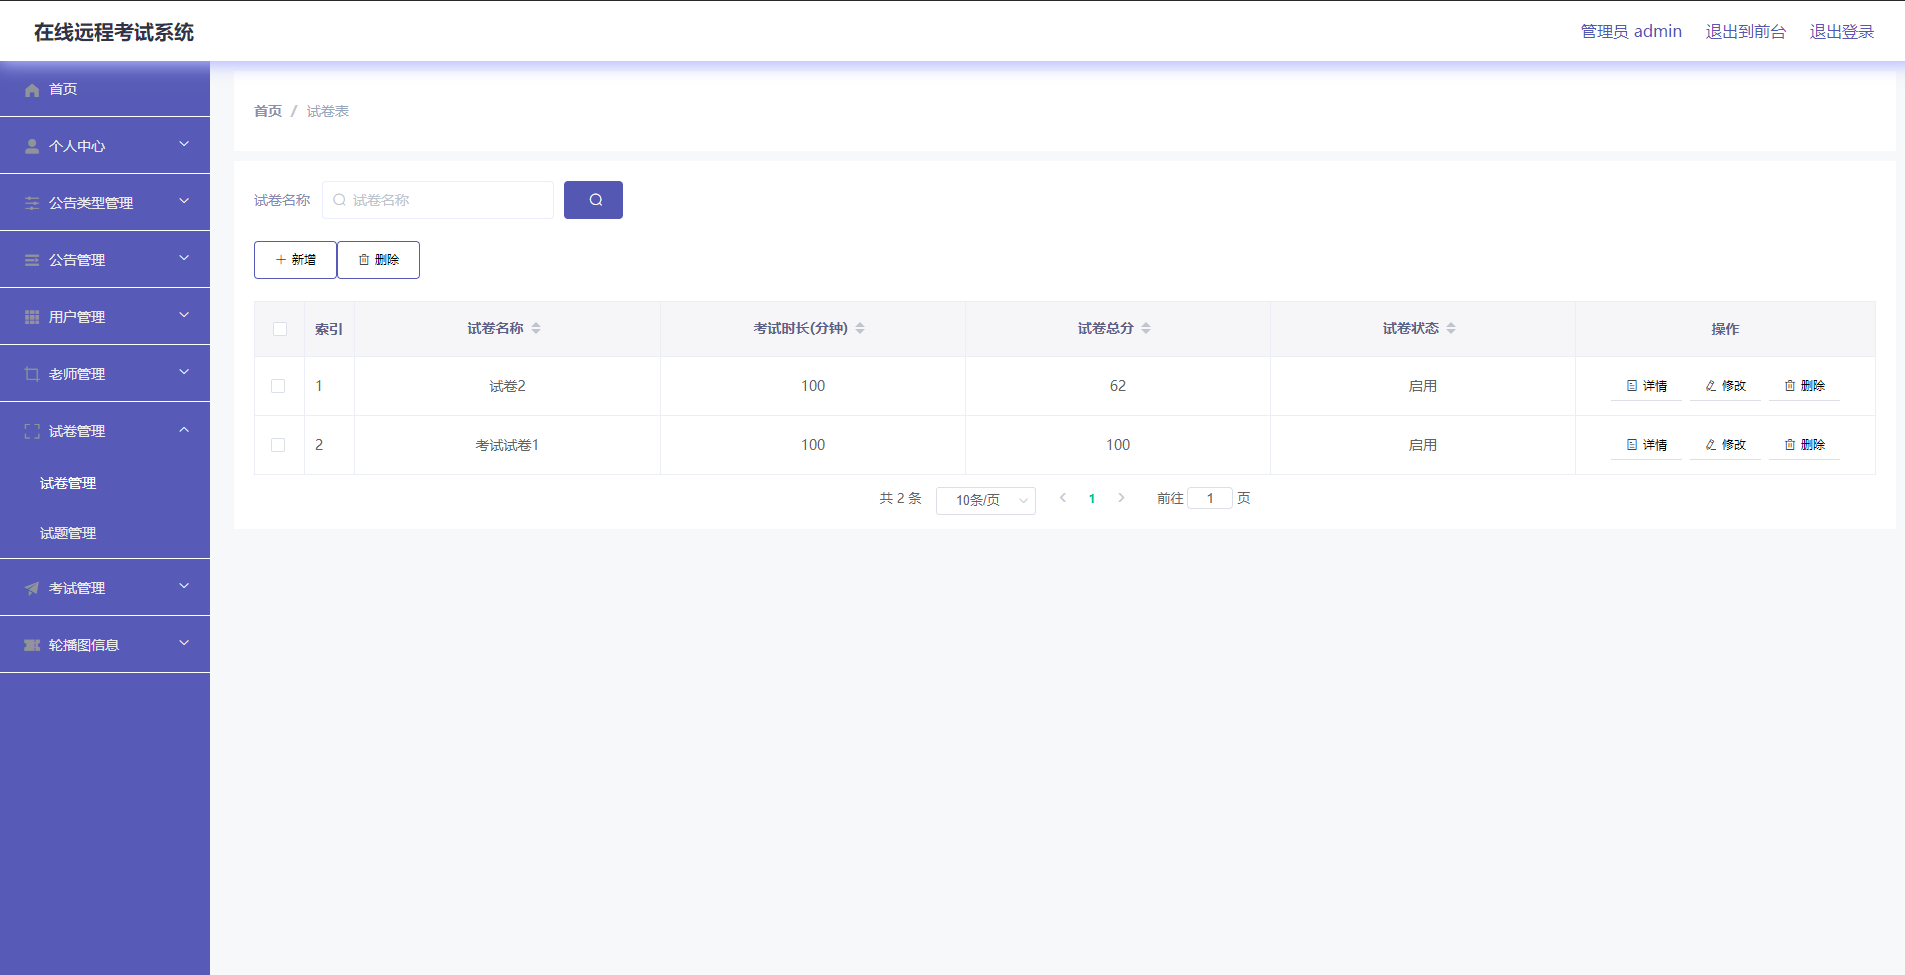 在线远程考试系统
管理员 admin 退出到前台 退出登录
首页
个人中心
公告类型管理
公告管理
用户管理
老师管理
试卷管理
试卷管理
试题管理
考试管理
轮播图信息
首页 / 试卷表
试卷名称 试卷名称
新增 删除
索引 试卷名称 考试时长(分钟) 试卷总分 试卷状态 操作
1 试卷2 100 62 启用 详情 修改 删除
2 考试试卷1 100 100 启用 详情 修改 删除
共 2 条 10条/页 1 前往 1 页